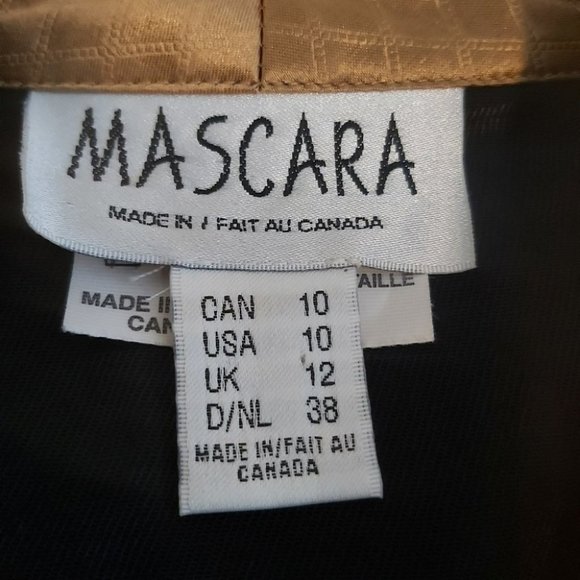 MASCARA
MADE IN / FAIT AU CANADA
TAILLE
MADE IN
CAN
CAN 10
USA 10
UK 12
D/NL 38
MADE IN/FAIT AU
CANADA